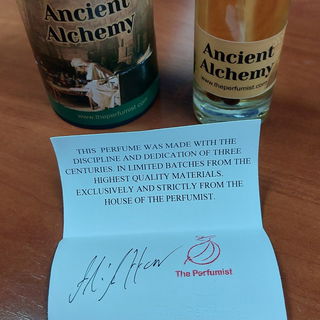 Ancient
Alchemy
www.theperfumist.com
Ancient
Alchemy
www.theperfumist.com
THIS PERFUME WAS MADE WITH THE
DISCIPLINE AND DEDICATION OF THREE
CENTURIES. IN LIMITED BATCHES FROM THE
HIGHEST QUALITY MATERIALS.
EXCLUSIVELY AND STRICTLY FROM THE
HOUSE OF THE PERFUMIST.
The Perfumist